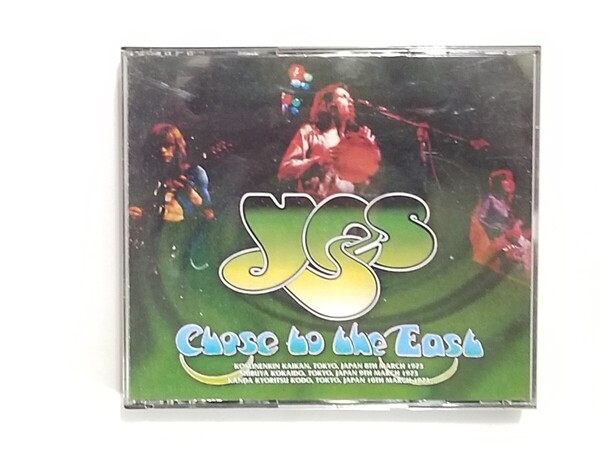 yes
Close to the East
KOSEINENKIN KAIKAN, TOKYO, JAPAN 8TH MARCH 1973
SHIBUYA KOKAIDO, TOKYO, JAPAN 9TH MARCH 1973
KANDA KYORITSU KODO, TOKYO, JAPAN 10TH MARCH 1973